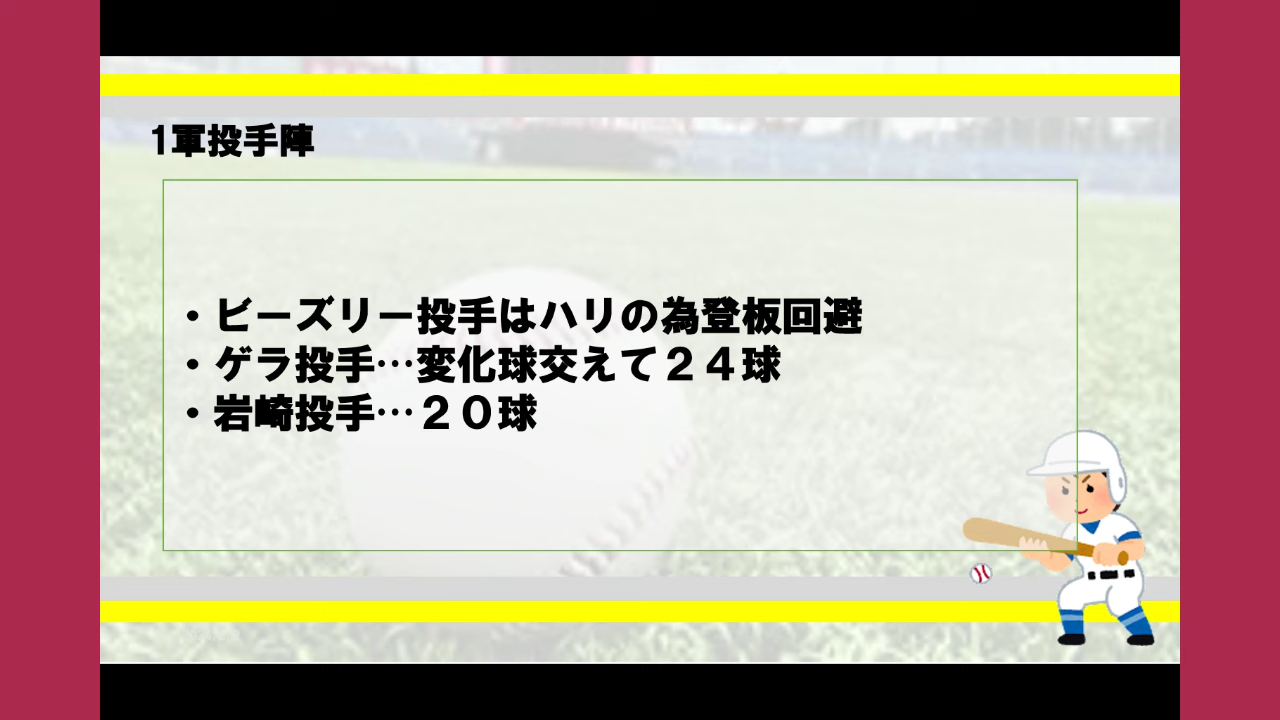 1軍投手陣
・ビーズリー投手はハリの為登板回避
・ゲラ投手…変化球交えて２４球
・岩崎投手…２０球